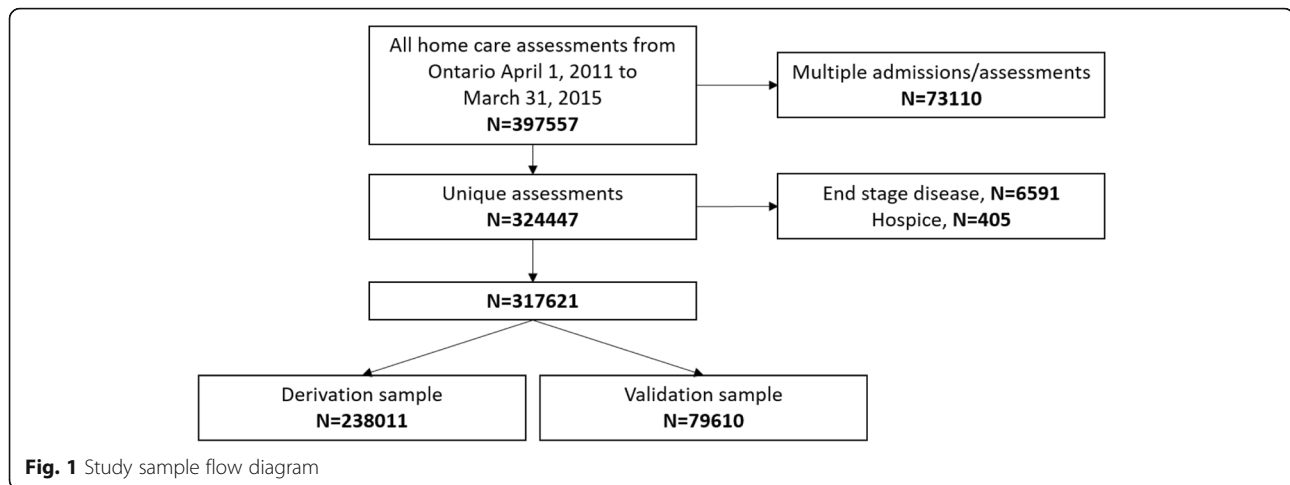 All home care assessments from
Ontario April 1, 2011 to
March 31, 2015
N=397557
Multiple admissions/assessments
N=73110
Unique assessments
N=324447
End stage disease, N=6591
Hospice, N=405
N=317621
Derivation sample
N=238011
Validation sample
N=79610
Fig. 1 Study sample flow diagram